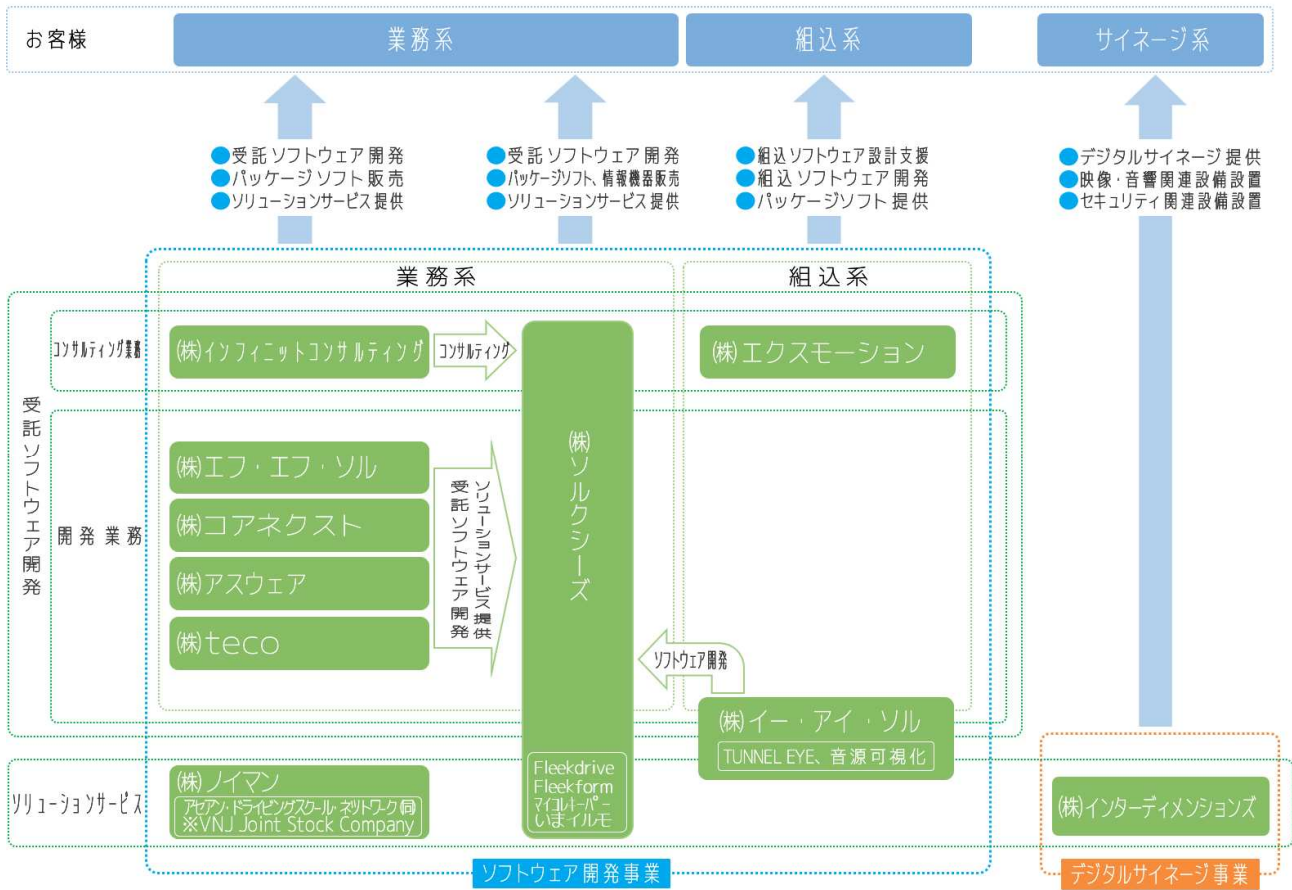 お客様
業務系
組込系
サイネージ系
●受託ソフトウェア開発
●パッケージソフト販売
●ソリューションサービス提供
●受託ソフトウェア開発
●パッケージソフト、情報機器販売
●ソリューションサービス提供
●組込ソフトウェア設計支援
●組込ソフトウェア開発
●パッケージソフト提供
●デジタルサイネージ提供
●映像・音響関連設備設置
●セキュリティ関連設備設置
業務系
組込系
受託ソフトウェア開発
コンサルティング業務
(株)インフィニットコンサルティング
コンサルティング
(株)ソルクシーズ
(株)エクスモーション
開発業務
(株)エフ・エフ・ソル
(株)コアネクスト
(株)アスウェア
(株)teco
ソリューションサービス提供
受託ソフトウェア開発
ソフトウェア開発
(株)イー・アイ・ソル
TUNNEL EYE、音源可視化
ソリューションサービス
(株)ノイマン
アセアン・ドライビングスクール・ネットワーク(同)
※VNJ Joint Stock Company
Fleekdrive
Fleekform
マイコレキーパー
いまイルモ
(株)インターディメンションズ
ソフトウェア開発事業
デジタルサイネージ事業